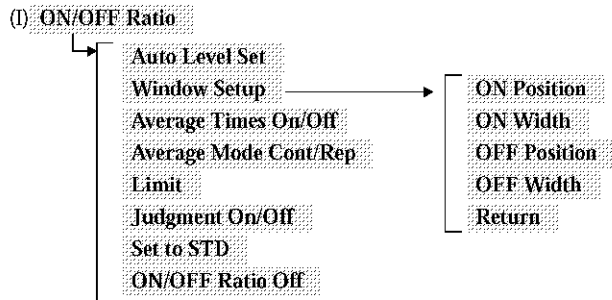 (I) ON/OFF Ratio
Auto Level Set
Window Setup
Average Times On/Off
Average Mode Cont/Rep
Limit
Judgment On/Off
Set to STD
ON/OFF Ratio Off
ON Position
ON Width
OFF Position
OFF Width
Return